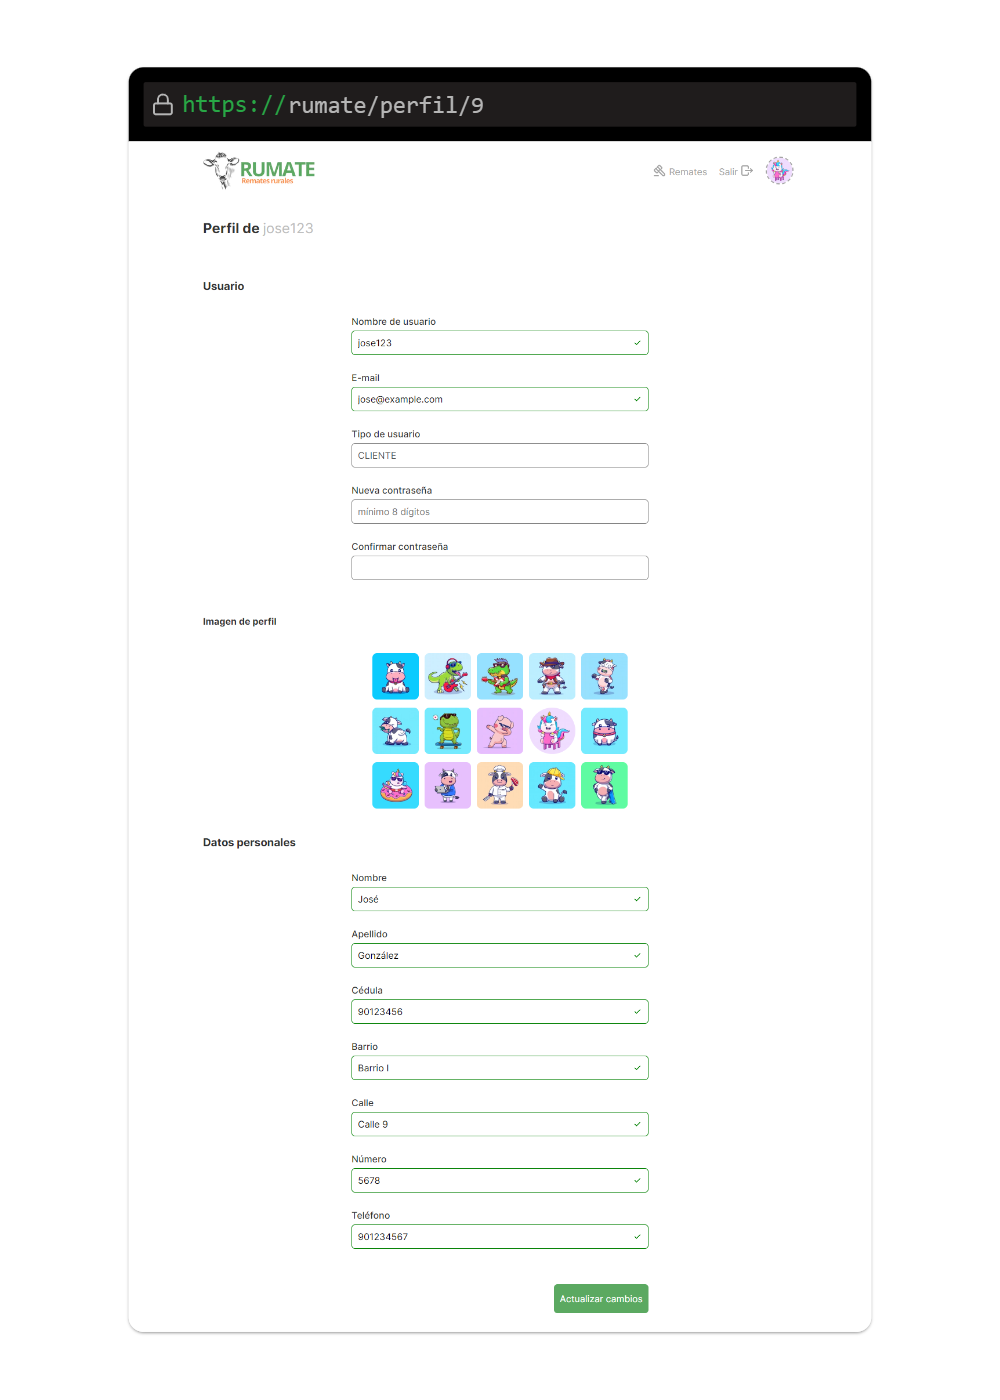 https://rumate/perfil/9
RUMATE
Remates rurales
Remates
Salir
Perfil de jose123
Usuario
Nombre de usuario
jose123
E-mail
jose@example.com
Tipo de usuario
CLIENTE
Nueva contraseña
mínimo 8 dígitos
Confirmar contraseña
Imagen de perfil
Datos personales
Nombre
José
Apellido
González
Cédula
90123456
Barrio
Barrio I
Calle
Calle 9
Número
5678
Teléfono
901234567
Actualizar cambios